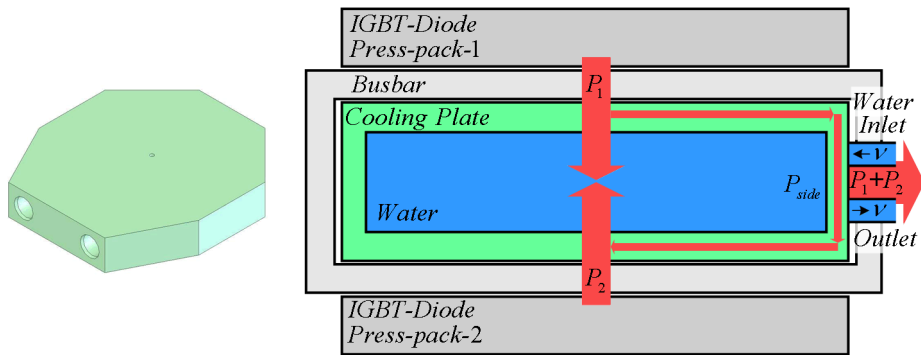 IGBT-Diode
Press-pack-1
Busbar
P₁
Cooling Plate
Water
Inlet
ν
P₁+P₂
P_side
Water
ν
Outlet
P₂
IGBT-Diode
Press-pack-2